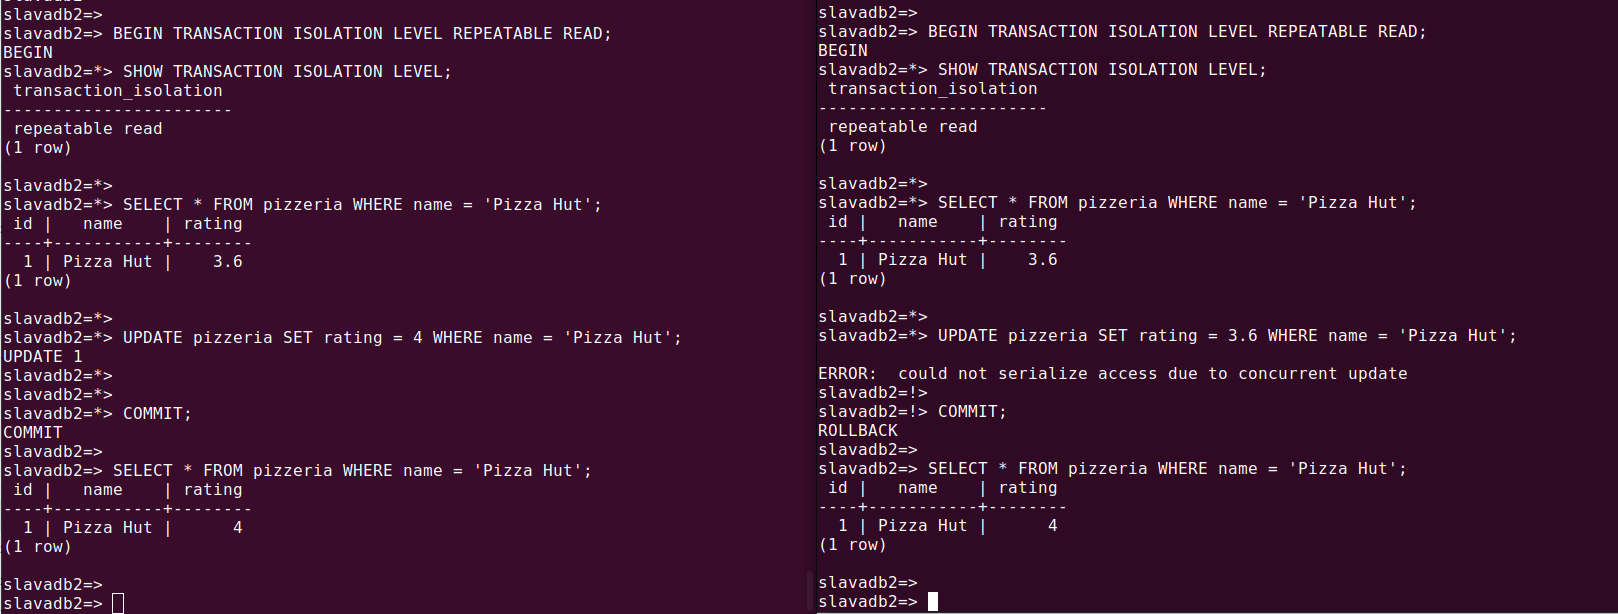 slavadb2=>
slavadb2=> BEGIN TRANSACTION ISOLATION LEVEL REPEATABLE READ;
BEGIN
slavadb2=*> SHOW TRANSACTION ISOLATION LEVEL;
 transaction_isolation
-----------------------
 repeatable read
(1 row)

slavadb2=*>
slavadb2=*> SELECT * FROM pizzeria WHERE name = 'Pizza Hut';
 id |   name    | rating
----+-----------+--------
  1 | Pizza Hut |    3.6
(1 row)

slavadb2=*>
slavadb2=*> UPDATE pizzeria SET rating = 4 WHERE name = 'Pizza Hut';
UPDATE 1
slavadb2=*>
slavadb2=*>
slavadb2=*> COMMIT;
COMMIT
slavadb2=>
slavadb2=> SELECT * FROM pizzeria WHERE name = 'Pizza Hut';
 id |   name    | rating
----+-----------+--------
  1 | Pizza Hut |      4
(1 row)

slavadb2=>
slavadb2=>
slavadb2=>
slavadb2=> BEGIN TRANSACTION ISOLATION LEVEL REPEATABLE READ;
BEGIN
slavadb2=*> SHOW TRANSACTION ISOLATION LEVEL;
 transaction_isolation
-----------------------
 repeatable read
(1 row)

slavadb2=*>
slavadb2=*> SELECT * FROM pizzeria WHERE name = 'Pizza Hut';
 id |   name    | rating
----+-----------+--------
  1 | Pizza Hut |    3.6
(1 row)

slavadb2=*>
slavadb2=*> UPDATE pizzeria SET rating = 3.6 WHERE name = 'Pizza Hut';

ERROR:  could not serialize access due to concurrent update
slavadb2=!>
slavadb2=!> COMMIT;
ROLLBACK
slavadb2=>
slavadb2=> SELECT * FROM pizzeria WHERE name = 'Pizza Hut';
 id |   name    | rating
----+-----------+--------
  1 | Pizza Hut |      4
(1 row)

slavadb2=>
slavadb2=>